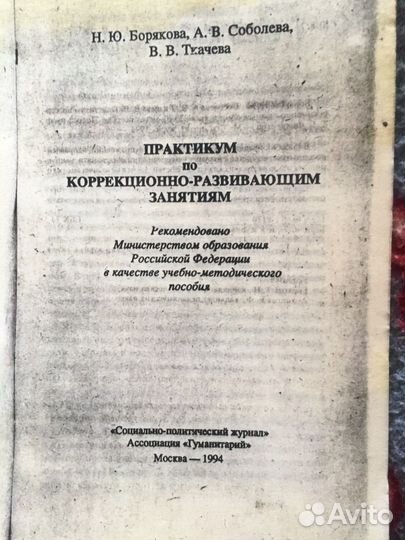 Н. Ю. Борякова, А. В. Соболева,
В. В. Ткачева
ПРАКТИКУМ
по
КОРРЕКЦИОННО-РАЗВИВАЮЩИМ
ЗАНЯТИЯМ
Рекомендовано
Министерством образования
Российской Федерации
в качестве учебно-методического
пособия
«Социально-политический журнал»
Ассоциация «Гуманитарий»
Москва — 1994
Avito